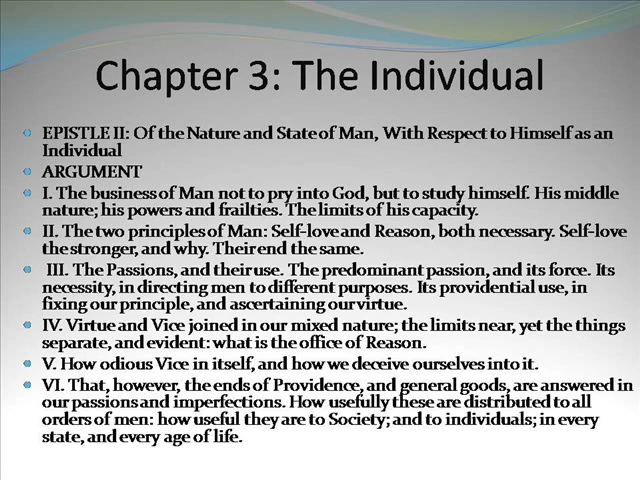 Chapter 3: The Individual
EPISTLE II: Of the Nature and State of Man, With Respect to Himself as an
Individual
ARGUMENT
I. The business of Man not to pry into God, but to study himself. His middle
nature; his powers and frailties. The limits of his capacity.
II. The two principles of Man: Self-love and Reason, both necessary. Self-love
the stronger, and why. Their end the same.
III. The Passions, and their use. The predominant passion, and its force. Its
necessity, in directing men to different purposes. Its providential use, in
fixing our principle, and ascertaining our virtue.
IV. Virtue and Vice joined in our mixed nature; the limits near, yet the things
separate, and evident: what is the office of Reason.
V. How odious Vice in itself, and how we deceive ourselves into it.
VI. That, however, the ends of Providence, and general goods, are answered in
our passions and imperfections. How usefully these are distributed to all
orders of men: how useful they are to Society; and to individuals; in every
state, and every age of life.